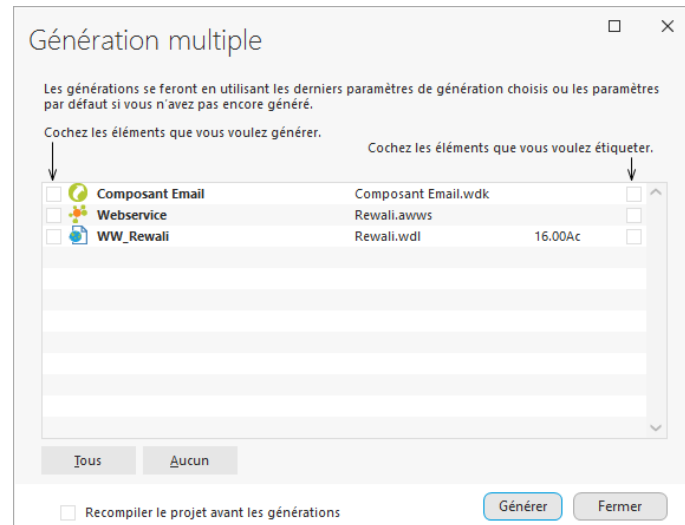 Génération multiple
Les générations se feront en utilisant les derniers paramètres de génération choisis ou les paramètres
par défaut si vous n'avez pas encore généré.
Cochez les éléments que vous voulez générer.
Cochez les éléments que vous voulez étiqueter.
Composant Email Composant Email.wdk
Webservice Rewali.awws
WW_Rewali Rewali.wdl 16.00Ac
Tous Aucun
Recompiler le projet avant les générations
Générer Fermer